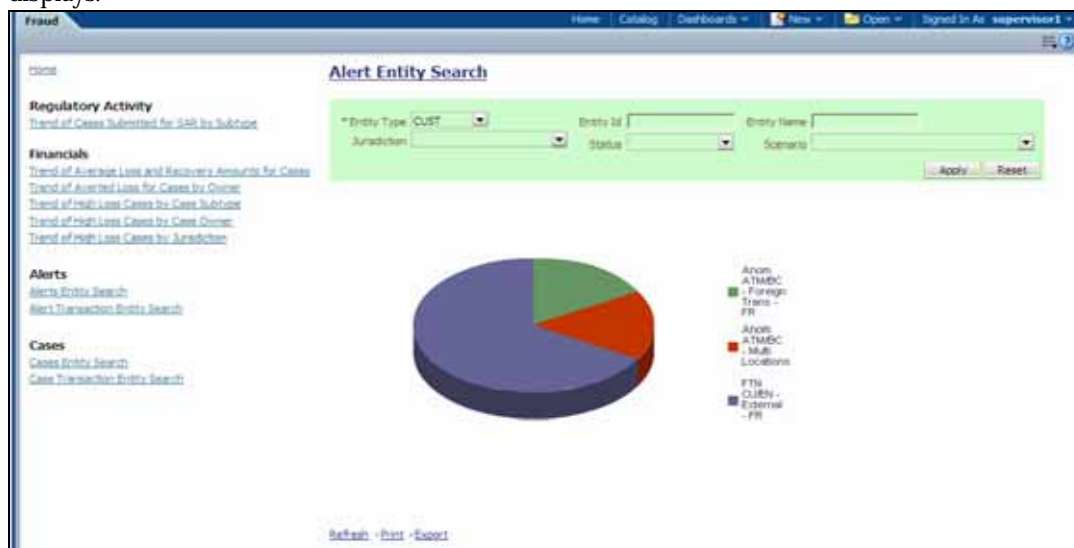 displays.
Fraud
Home Catalog Dashboards New Open Signed In As supervisor1
Home
Alert Entity Search
Regulatory Activity
Trend of Cases Submitted for SAR by Subtype
* Entity Type CUST Entity Id Entity Name
Jurisdiction Status Scenario
Apply Reset
Financials
Trend of Average Loss and Recovery Amounts for Cases
Trend of Averted Loss for Cases by Owner
Trend of High Loss Cases by Case Subtype
Trend of High Loss Cases by Case Owner
Trend of High Loss Cases by Jurisdiction
Alerts
Alerts Entity Search
Alert Transaction Entity Search
Cases
Cases Entity Search
Case Transaction Entity Search
Anom
ATM/BC
- Foreign
Trans -
FR
Anom
ATM/BC
- Multi
Locations
FTN
CU/EN -
External
- FR
Refresh - Print - Export